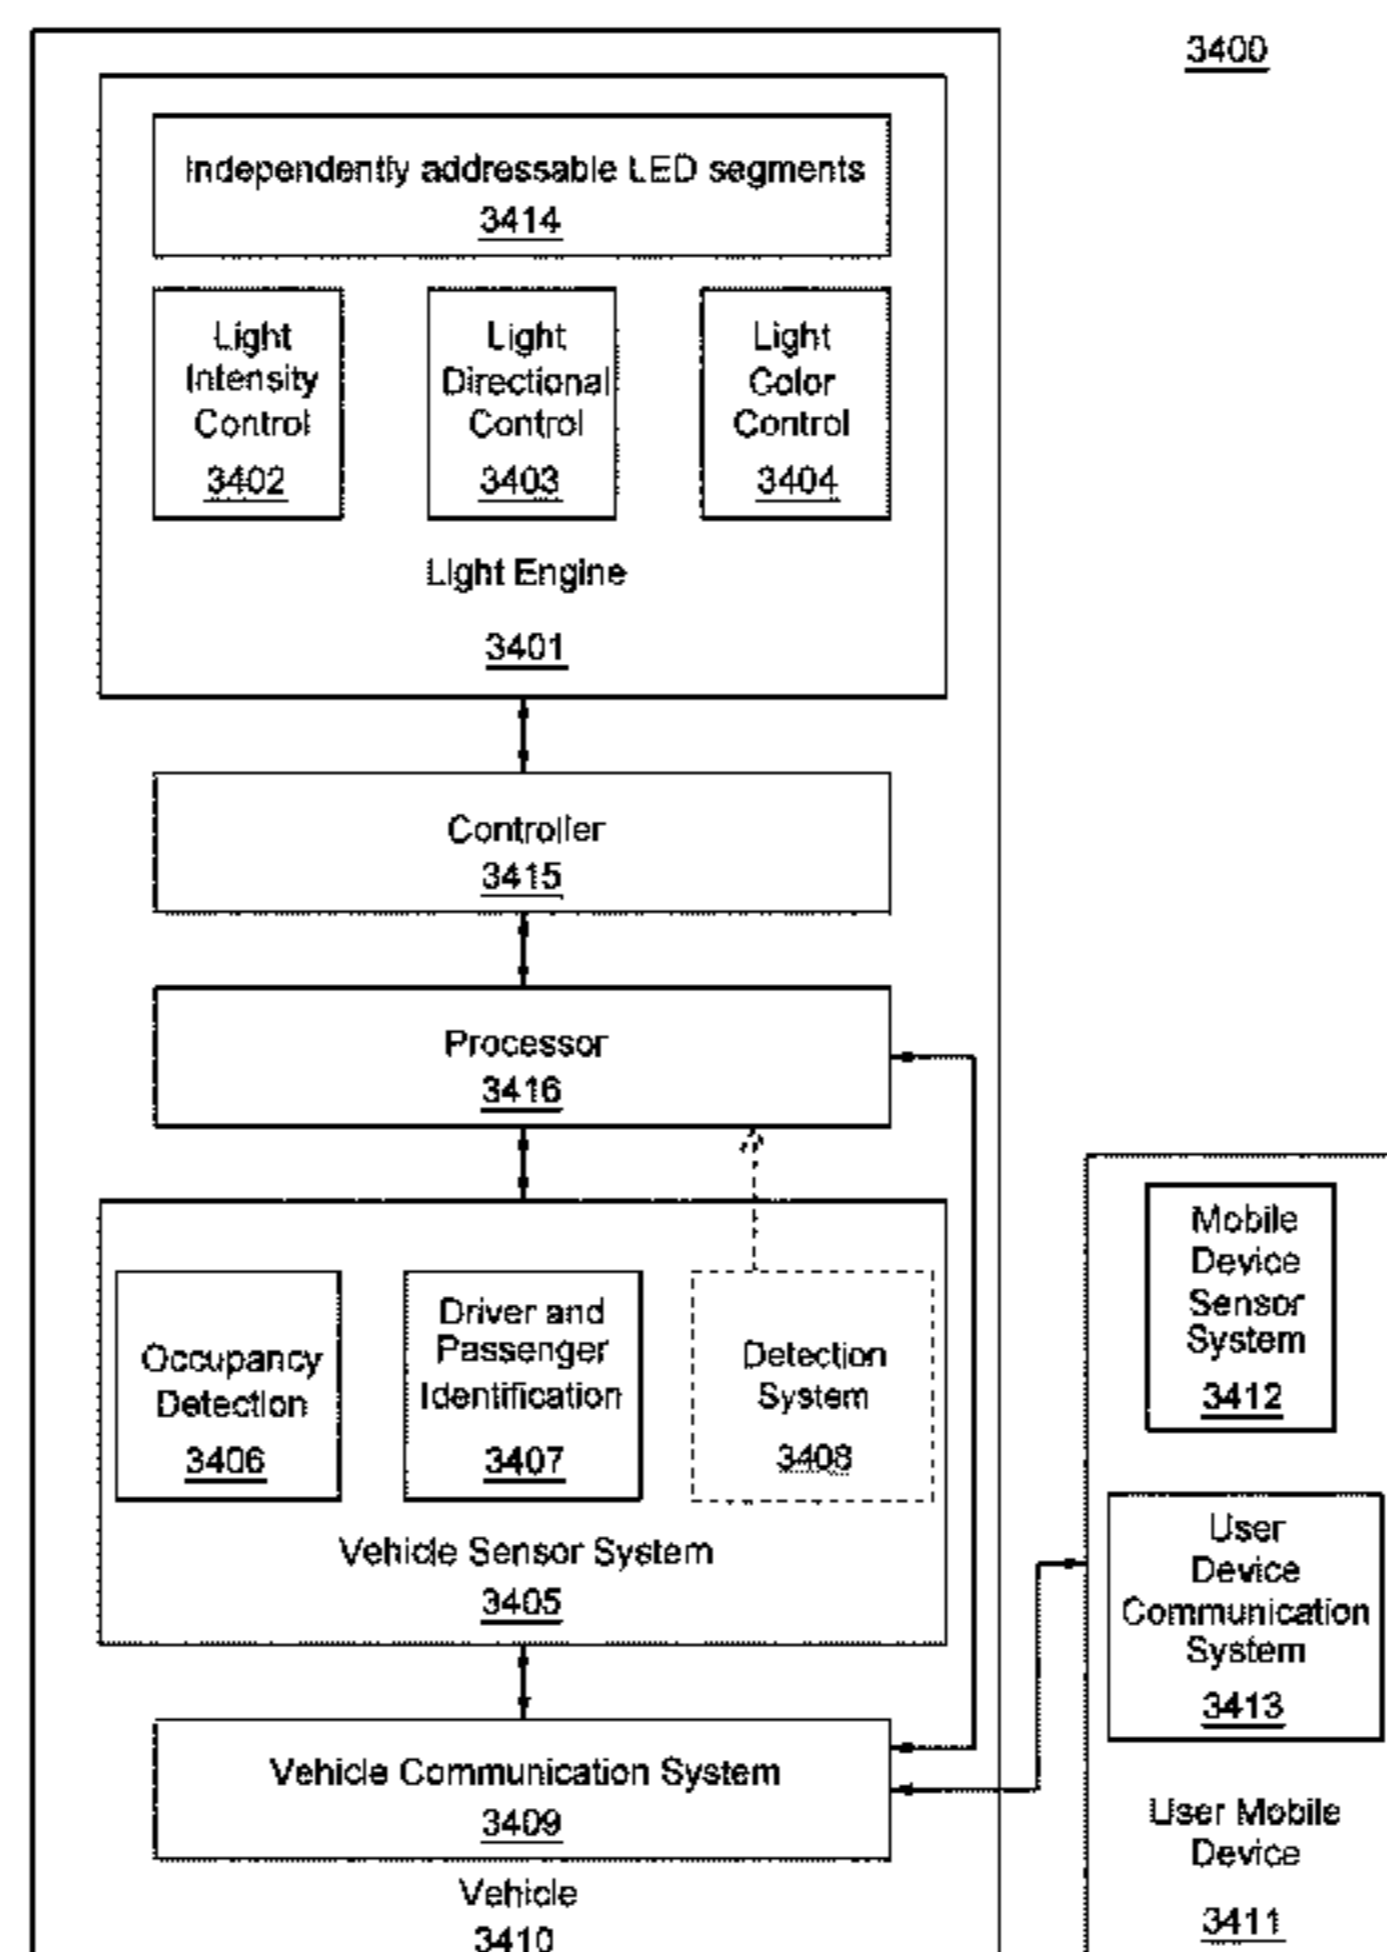 3400
Independently addressable LED segments
3414
Light
Intensity
Control
3402
Light
Directional
Control
3403
Light
Color
Control
3404
Light Engine
3401
Controller
3415
Processor
3416
Occupancy
Detection
3406
Driver and
Passenger
Identification
3407
Detection
System
3408
Vehicle Sensor System
3405
Vehicle Communication System
3409
Vehicle
3410
Mobile
Device
Sensor
System
3412
User
Device
Communication
System
3413
User Mobile
Device
3411